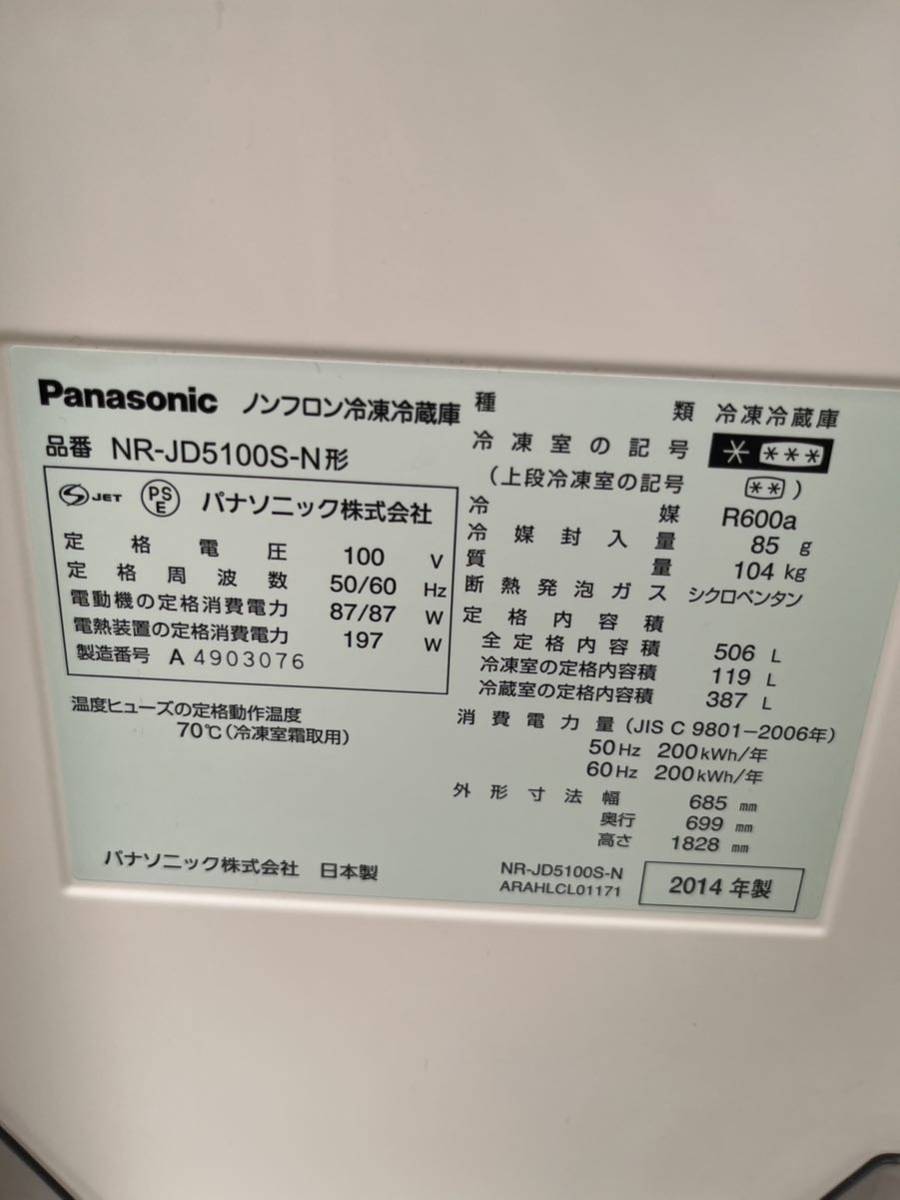 Panasonic ノンフロン冷凍冷蔵庫
品番 NR-JD5100S-N形
JET PSE パナソニック株式会社
定格電圧 100 V
定格周波数 50/60 Hz
電動機の定格消費電力 87/87 W
電熱装置の定格消費電力 197 W
製造番号 A 4903076
温度ヒューズの定格動作温度
70℃(冷凍室霜取用)
パナソニック株式会社 日本製
種類 冷凍冷蔵庫
冷凍室の記号 * ***
(上段冷凍室の記号 ** )
冷媒 R600a
冷媒封入量 85 g
質量 104 kg
断熱発泡ガス シクロペンタン
定格内容積
全定格内容積 506 L
冷凍室の定格内容積 119 L
冷蔵室の定格内容積 387 L
消費電力量 (JIS C 9801-2006年)
50Hz 200kWh/年
60Hz 200kWh/年
外形寸法 幅 685 mm
奥行 699 mm
高さ 1828 mm
NR-JD5100S-N
ARAHLCL01171
2014 年製